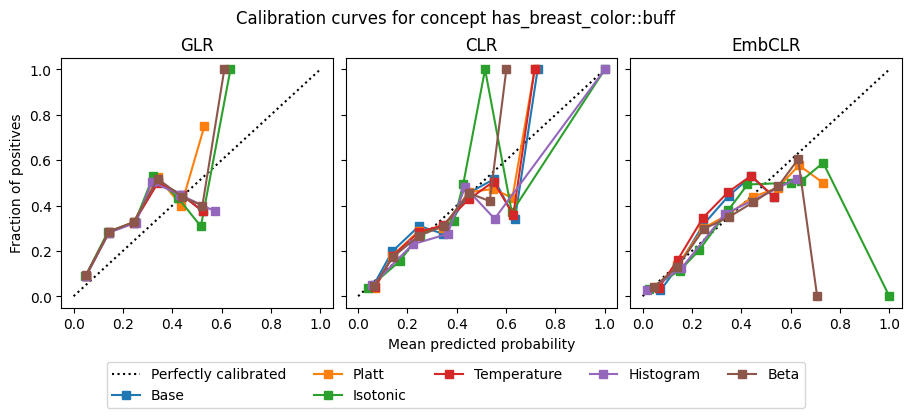 Calibration curves for concept has_breast_color::buff
GLR
CLR
EmbCLR
Fraction of positives
1.0
0.8
0.6
0.4
0.2
0.0
0.0 0.2 0.4 0.6 0.8 1.0
0.0 0.2 0.4 0.6 0.8 1.0
0.0 0.2 0.4 0.6 0.8 1.0
Mean predicted probability
Perfectly calibrated
Base
Platt
Isotonic
Temperature
Histogram
Beta